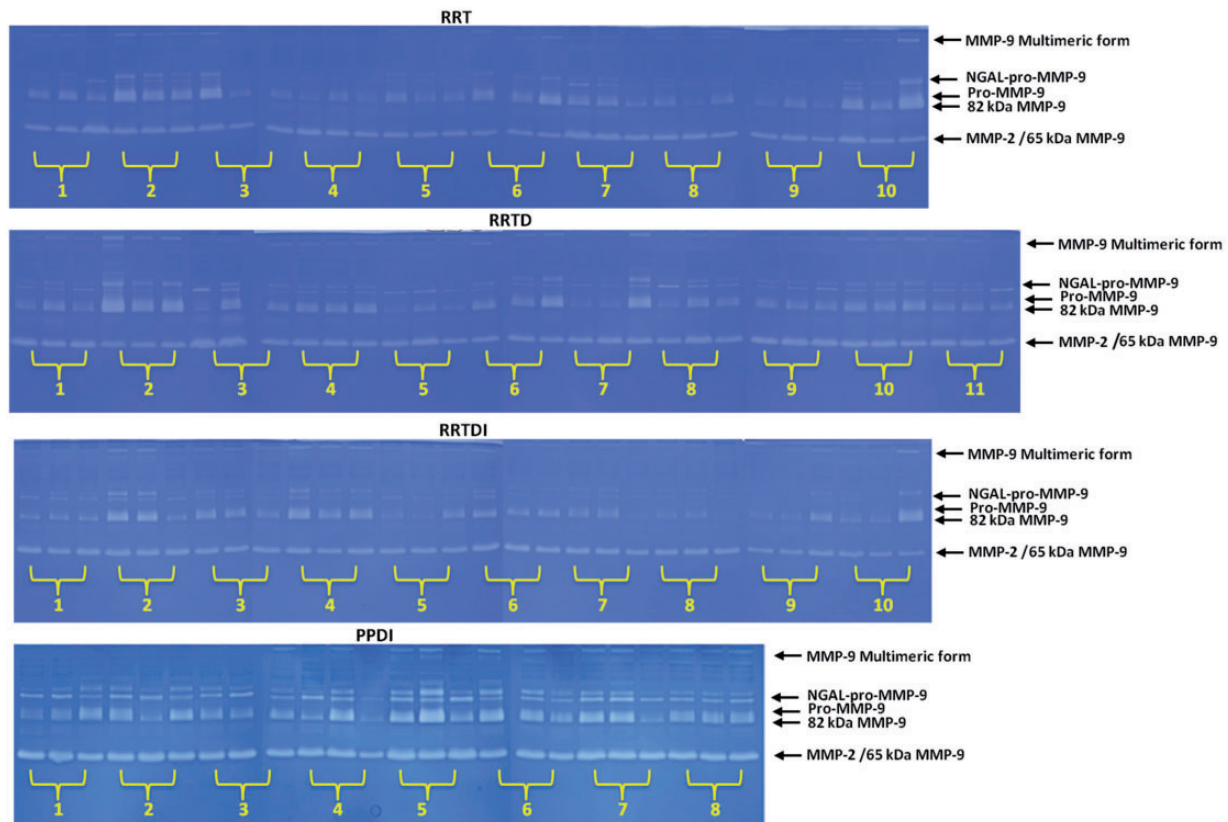 RRT
MMP-9 Multimeric form
NGAL-pro-MMP-9
Pro-MMP-9
82 kDa MMP-9
MMP-2 /65 kDa MMP-9
1 2 3 4 5 6 7 8 9 10
RRTD
MMP-9 Multimeric form
NGAL-pro-MMP-9
Pro-MMP-9
82 kDa MMP-9
MMP-2 /65 kDa MMP-9
1 2 3 4 5 6 7 8 9 10 11
RRTDI
MMP-9 Multimeric form
NGAL-pro-MMP-9
Pro-MMP-9
82 kDa MMP-9
MMP-2 /65 kDa MMP-9
1 2 3 4 5 6 7 8 9 10
PPDI
MMP-9 Multimeric form
NGAL-pro-MMP-9
Pro-MMP-9
82 kDa MMP-9
MMP-2 /65 kDa MMP-9
1 2 3 4 5 6 7 8